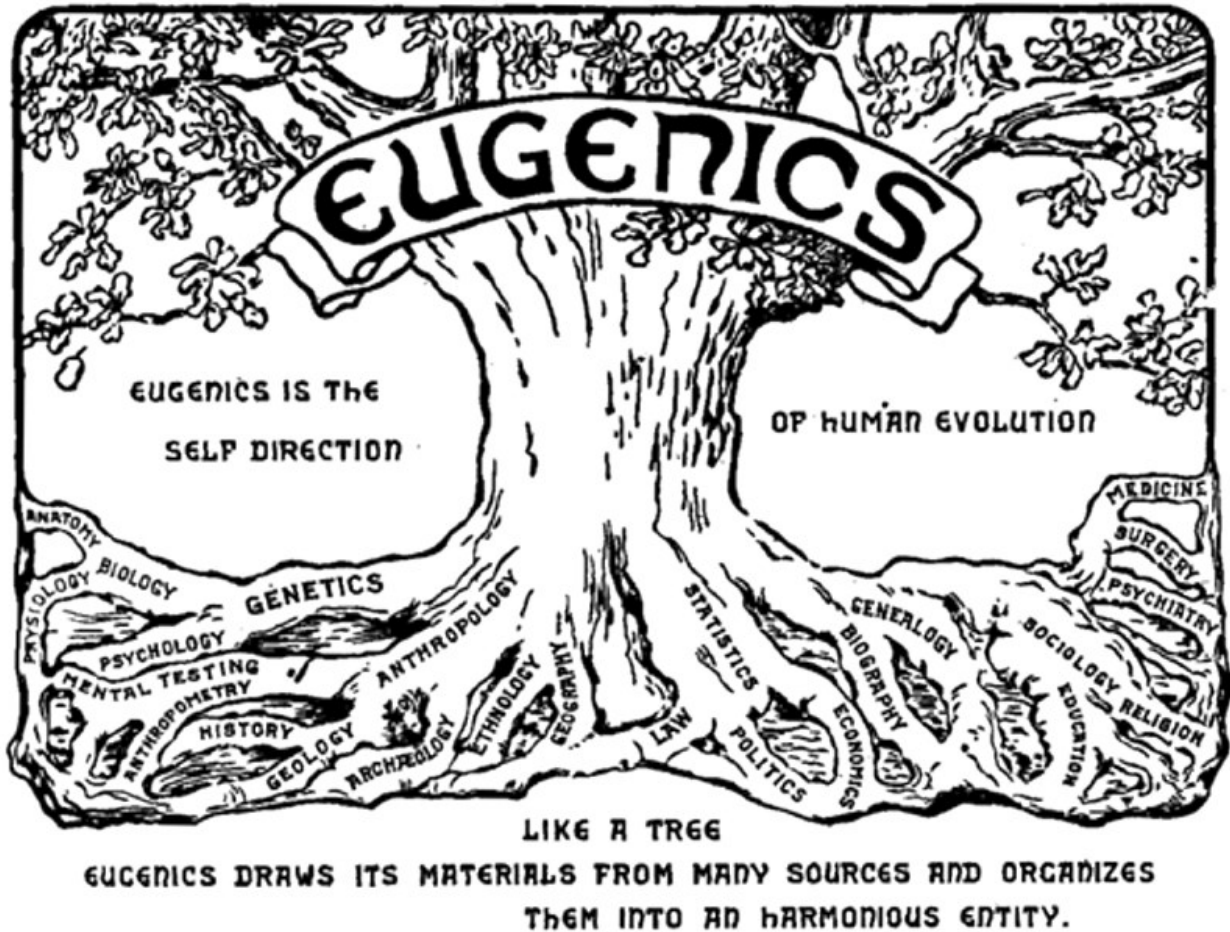 EUGENICS
EUGENICS IS THE
SELF DIRECTION
OF HUMAN EVOLUTION
ANATOMY
PHYSIOLOGY
BIOLOGY
GENETICS
PSYCHOLOGY
MENTAL TESTING
ANTHROPOMETRY
HISTORY
GEOLOGY
ANTHROPOLOGY
ARCHÆOLOGY
ETHNOLOGY
GEOGRAPHY
LAW
STATISTICS
POLITICS
ECONOMICS
BIOGRAPHY
GENEALOGY
EDUCATION
SOCIOLOGY
RELIGION
PSYCHIATRY
SURGERY
MEDICINE
LIKE A TREE
EUGENICS DRAWS ITS MATERIALS FROM MANY SOURCES AND ORGANIZES
THEM INTO AN HARMONIOUS ENTITY.